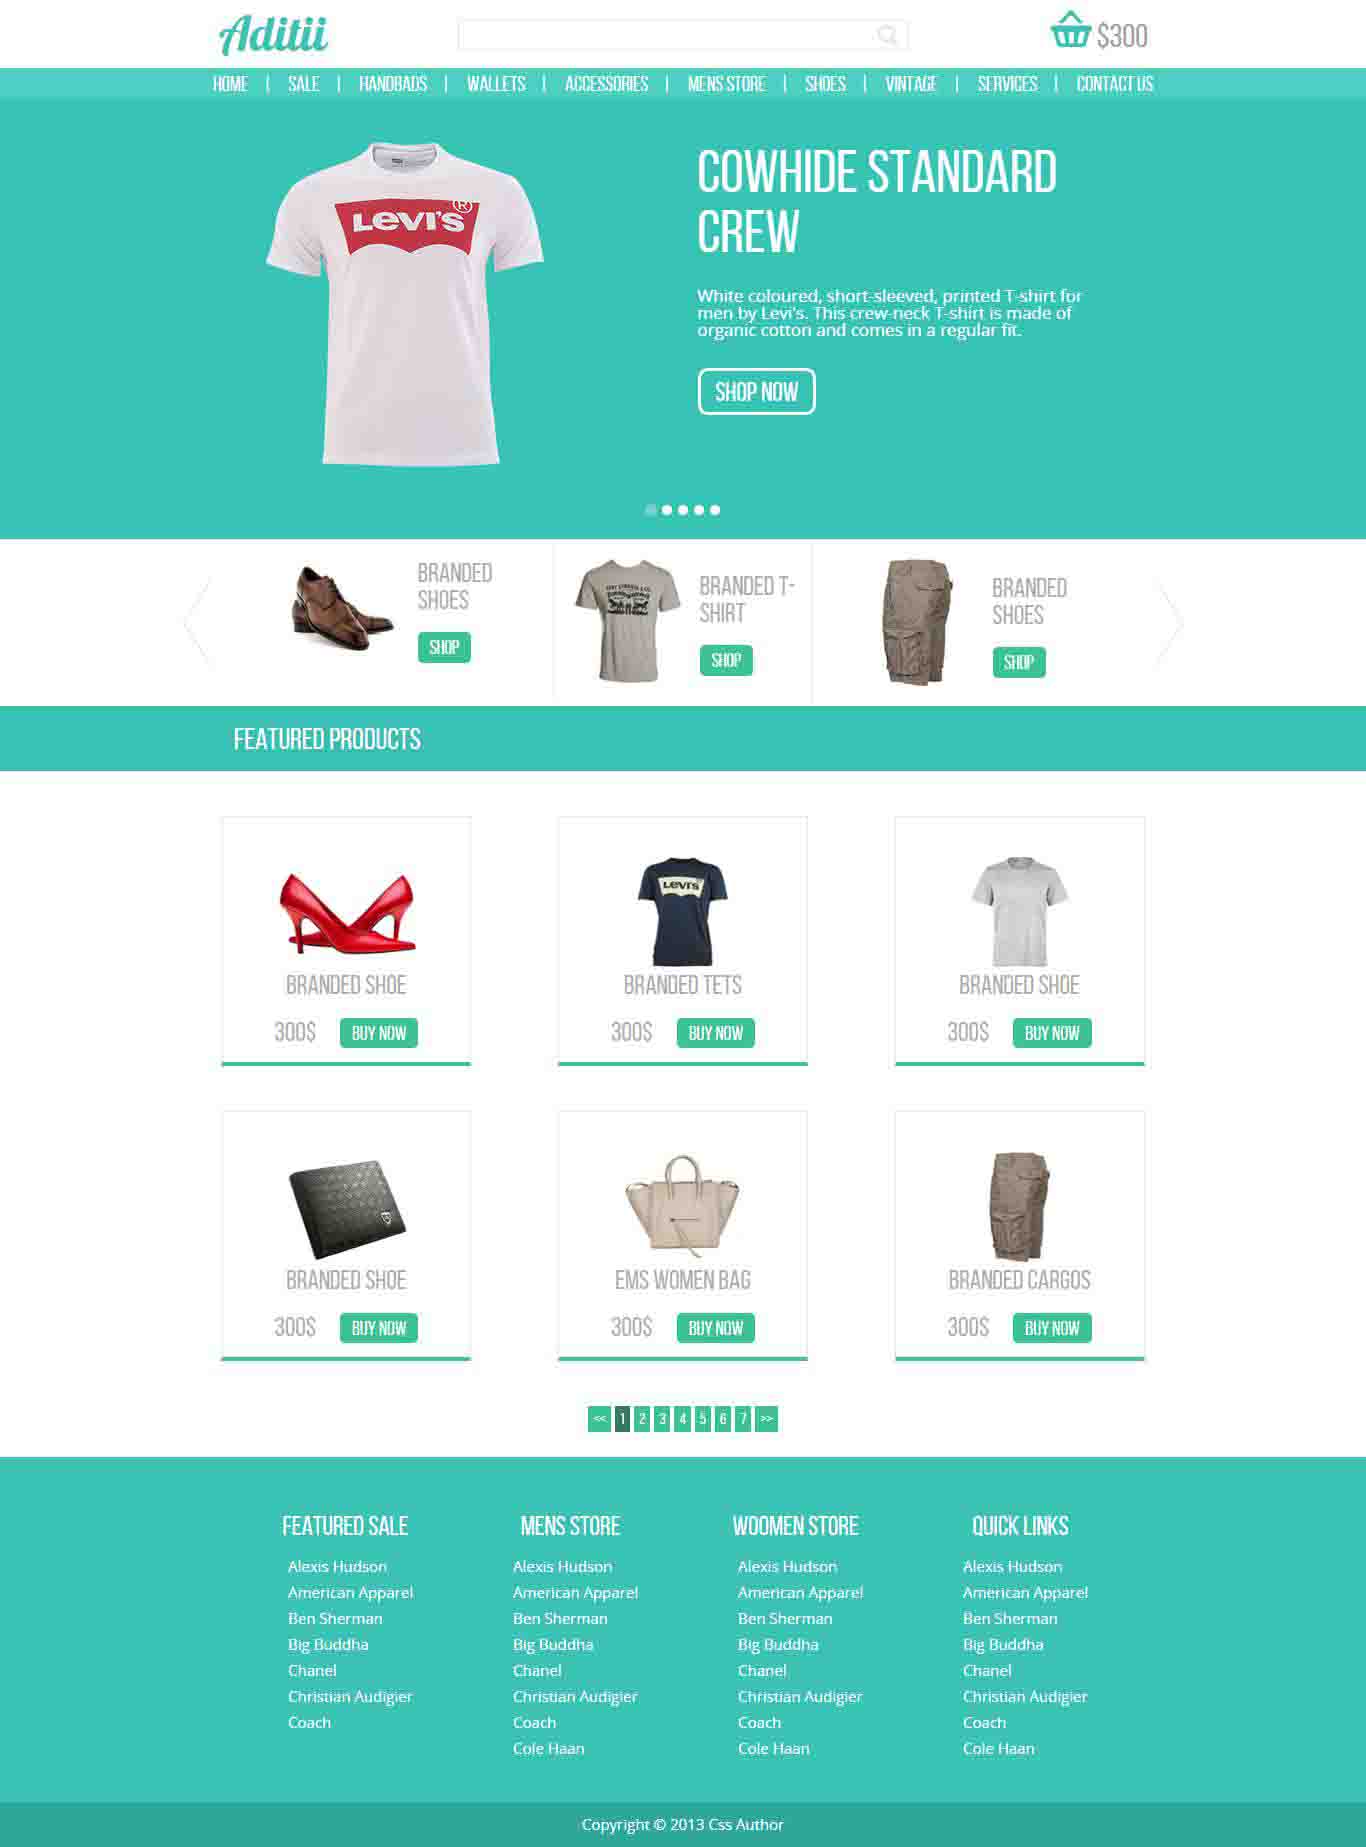 Aditii
$300
HOME | SALE | HANDBADS | WALLETS | ACCESSORIES | MENS STORE | SHOES | VINTAGE | SERVICES | CONTACT US
LEVI'S ®
COWHIDE STANDARD
CREW
White coloured, short-sleeved, printed T-shirt for
men by Levi's. This crew-neck T-shirt is made of
organic cotton and comes in a regular fit.
SHOP NOW
BRANDED
SHOES
SHOP
BRANDED T-
SHIRT
SHOP
BRANDED
SHOES
SHOP
FEATURED PRODUCTS
BRANDED SHOE
300$ BUY NOW
LEVI'S
BRANDED TETS
300$ BUY NOW
BRANDED SHOE
300$ BUY NOW
BRANDED SHOE
300$ BUY NOW
EMS WOMEN BAG
300$ BUY NOW
BRANDED CARGOS
300$ BUY NOW
<< 1 2 3 4 5 6 7 >>
FEATURED SALE
Alexis Hudson
American Apparel
Ben Sherman
Big Buddha
Chanel
Christian Audigier
Coach
MENS STORE
Alexis Hudson
American Apparel
Ben Sherman
Big Buddha
Chanel
Christian Audigier
Coach
Cole Haan
WOOMEN STORE
Alexis Hudson
American Apparel
Ben Sherman
Big Buddha
Chanel
Christian Audigier
Coach
Cole Haan
QUICK LINKS
Alexis Hudson
American Apparel
Ben Sherman
Big Buddha
Chanel
Christian Audigier
Coach
Cole Haan
Copyright © 2013 Css Author